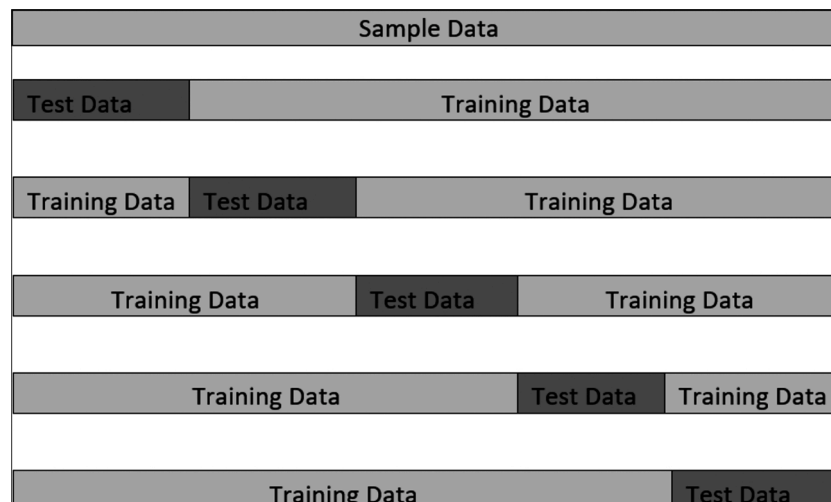 Sample Data
Test Data Training Data
Training Data Test Data Training Data
Training Data Test Data Training Data
Training Data Test Data Training Data
Training Data Test Data